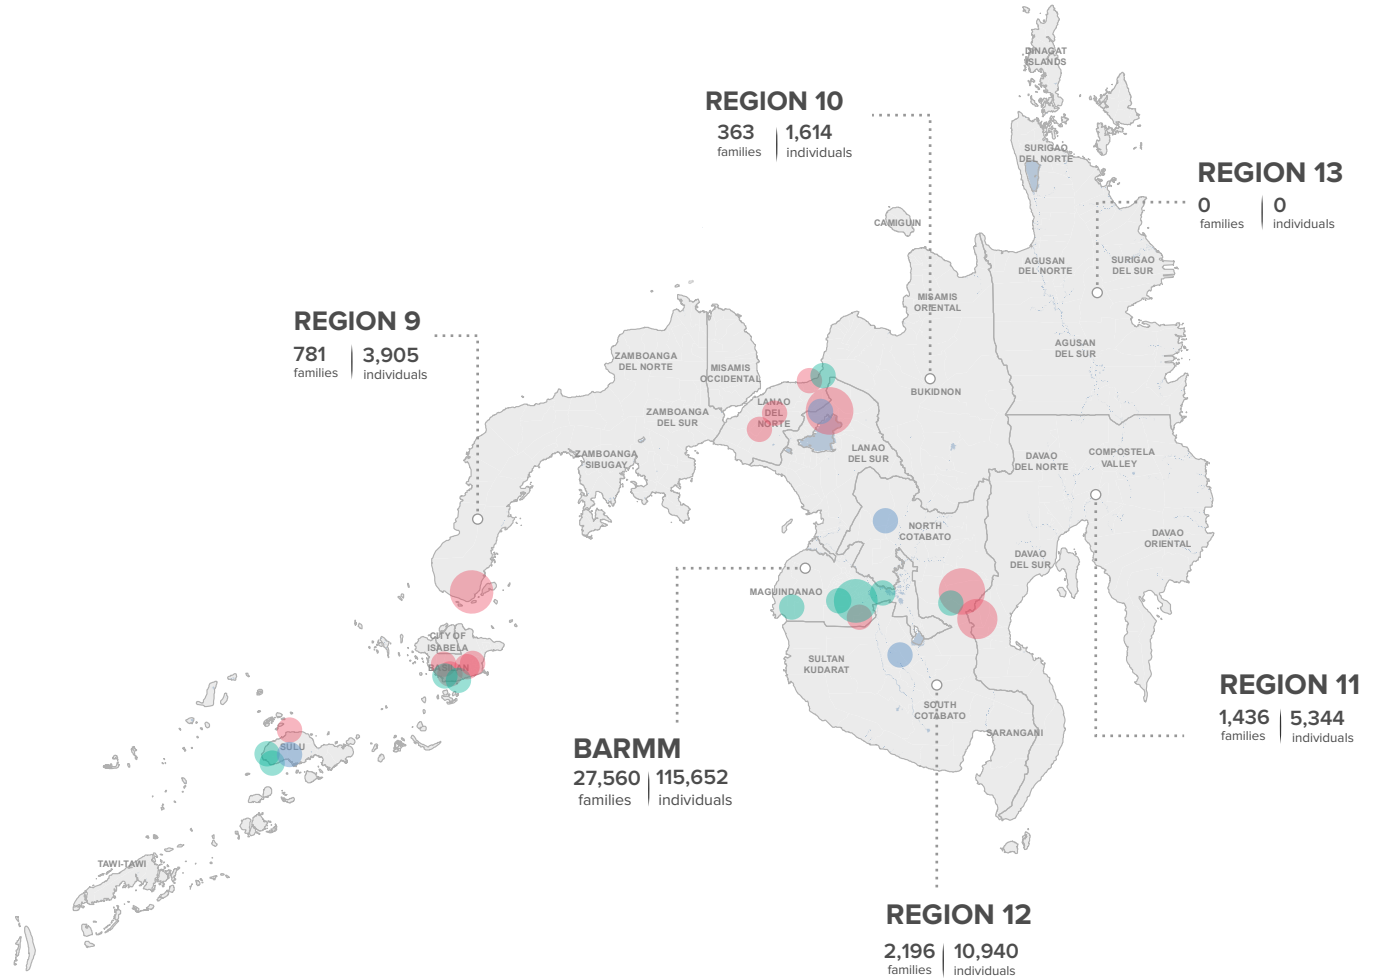 DINAGAT
ISLANDS
REGION 10
363
families
1,614
individuals
SURIGAO
DEL NORTE
REGION 13
0
families
0
individuals
CAMIGUIN
AGUSAN
DEL NORTE
SURIGAO
DEL SUR
MISAMIS
ORIENTAL
REGION 9
781
families
3,905
individuals
ZAMBOANGA
DEL NORTE
MISAMIS
OCCIDENTAL
AGUSAN
DEL SUR
BUKIDNON
LANAO
DEL
NORTE
ZAMBOANGA
DEL SUR
ZAMBOANGA
SIBUGAY
LANAO
DEL SUR
DAVAO
DEL NORTE
COMPOSTELA
VALLEY
NORTH
COTABATO
DAVAO
ORIENTAL
DAVAO
DEL SUR
MAGUINDANAO
CITY OF
ISABELA
BASILAN
SULTAN
KUDARAT
REGION 11
1,436
families
5,344
individuals
SOUTH
COTABATO
SARANGANI
SULU
BARMM
27,560
families
115,652
individuals
TAWI-TAWI
REGION 12
2,196
families
10,940
individuals